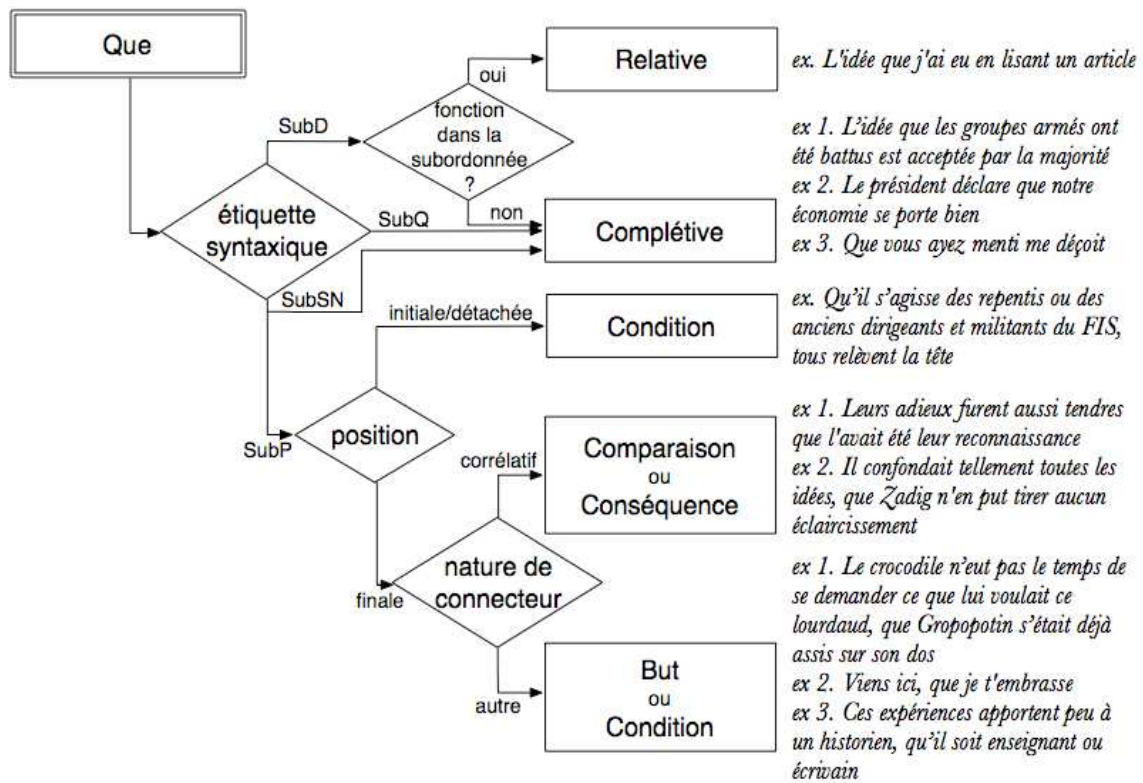 Que
Relative
ex. L'idée que j'ai eu en lisant un article
oui
fonction
dans la
subordonnée
?
SubD
non
ex 1. L'idée que les groupes armés ont
été battus est acceptée par la majorité
ex 2. Le président déclare que notre
économie se porte bien
ex 3. Que vous ayez menti me déçoit
étiquette
syntaxique
SubQ
Complétive
SubSN
initiale/détachée
Condition
ex. Qu'il s'agisse des repentis ou des
anciens dirigeants et militants du FIS,
tous relèvent la tête
SubP
position
corrélatif
Comparaison
ou
Conséquence
ex 1. Leurs adieux furent aussi tendres
que l'avait été leur reconnaissance
ex 2. Il confondait tellement toutes les
idées, que Zadig n'en put tirer aucun
éclaircissement
finale
nature de
connecteur
autre
But
ou
Condition
ex 1. Le crocodile n'eut pas le temps de
se demander ce que lui voulait ce
lourdaud, que Gropopotin s'était déjà
assis sur son dos
ex 2. Viens ici, que je t'embrasse
ex 3. Ces expériences apportent peu à
un historien, qu'il soit enseignant ou
écrivain